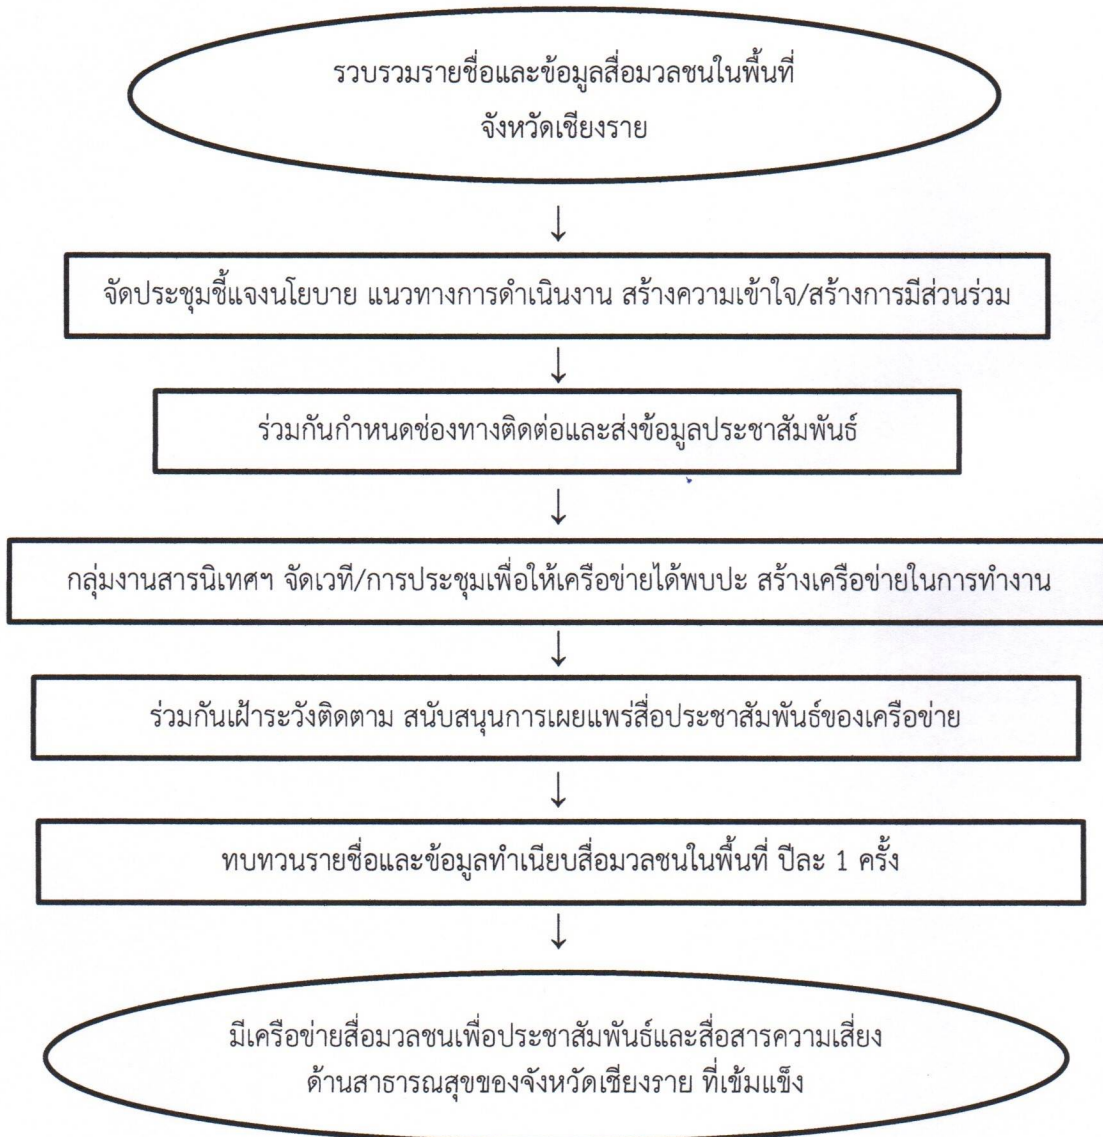 รวบรวมรายชื่อและข้อมูลสื่อมวลชนในพื้นที่
จังหวัดเชียงราย
↓
จัดประชุมชี้แจงนโยบาย แนวทางการดำเนินงาน สร้างความเข้าใจ/สร้างการมีส่วนร่วม
↓
ร่วมกันกำหนดช่องทางติดต่อและส่งข้อมูลประชาสัมพันธ์
↓
กลุ่มงานสารนิเทศฯ จัดเวที/การประชุมเพื่อให้เครือข่ายได้พบปะ สร้างเครือข่ายในการทำงาน
↓
ร่วมกันเฝ้าระวังติดตาม สนับสนุนการเผยแพร่สื่อประชาสัมพันธ์ของเครือข่าย
↓
ทบทวนรายชื่อและข้อมูลทำเนียบสื่อมวลชนในพื้นที่ ปีละ 1 ครั้ง
↓
มีเครือข่ายสื่อมวลชนเพื่อประชาสัมพันธ์และสื่อสารความเสี่ยง
ด้านสาธารณสุขของจังหวัดเชียงราย ที่เข้มแข็ง